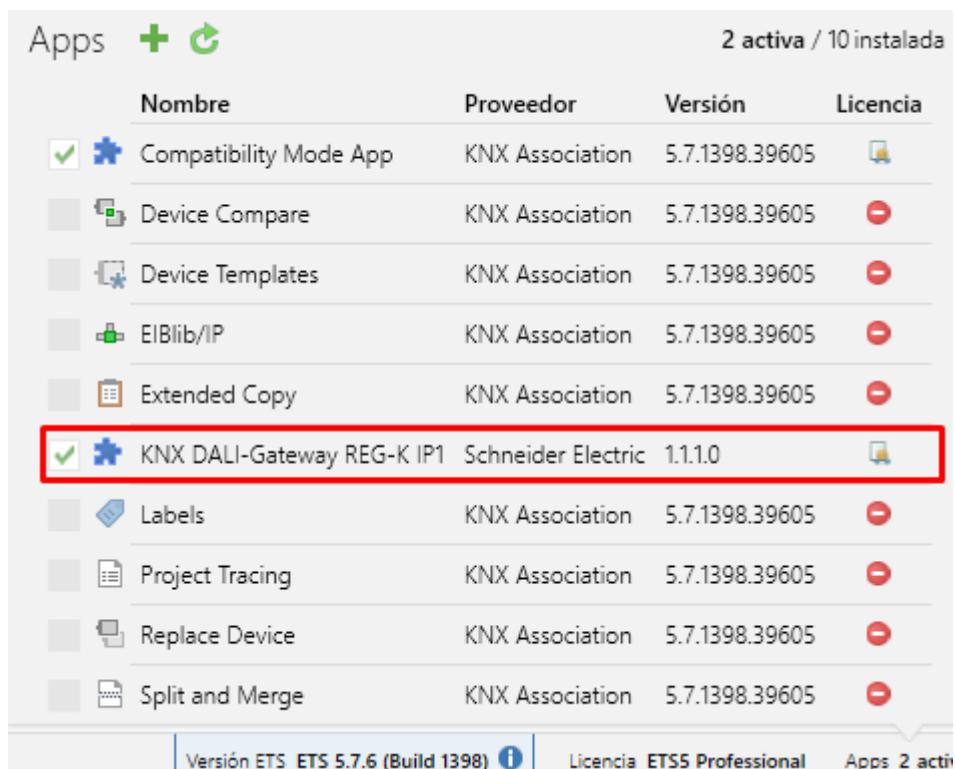 Apps 2 activa / 10 instalada
Nombre Proveedor Versión Licencia
Compatibility Mode App KNX Association 5.7.1398.39605
Device Compare KNX Association 5.7.1398.39605
Device Templates KNX Association 5.7.1398.39605
EIBlib/IP KNX Association 5.7.1398.39605
Extended Copy KNX Association 5.7.1398.39605
KNX DALI-Gateway REG-K IP1 Schneider Electric 1.1.1.0
Labels KNX Association 5.7.1398.39605
Project Tracing KNX Association 5.7.1398.39605
Replace Device KNX Association 5.7.1398.39605
Split and Merge KNX Association 5.7.1398.39605
Versión ETS ETS 5.7.6 (Build 1398) Licencia ETS5 Professional Apps 2 activ